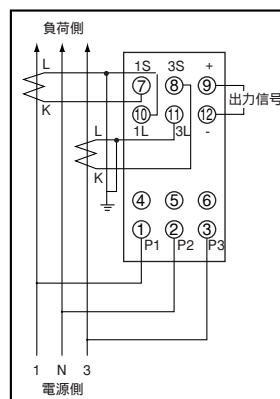 負荷側
1S 3S +
L
⑦ ⑧ ⑨
K
出力信号
⑩ ⑪ ⑫
L 1L 3L -
K
④ ⑤ ⑥
① ② ③
P1 P2 P3
1 N 3
電源側